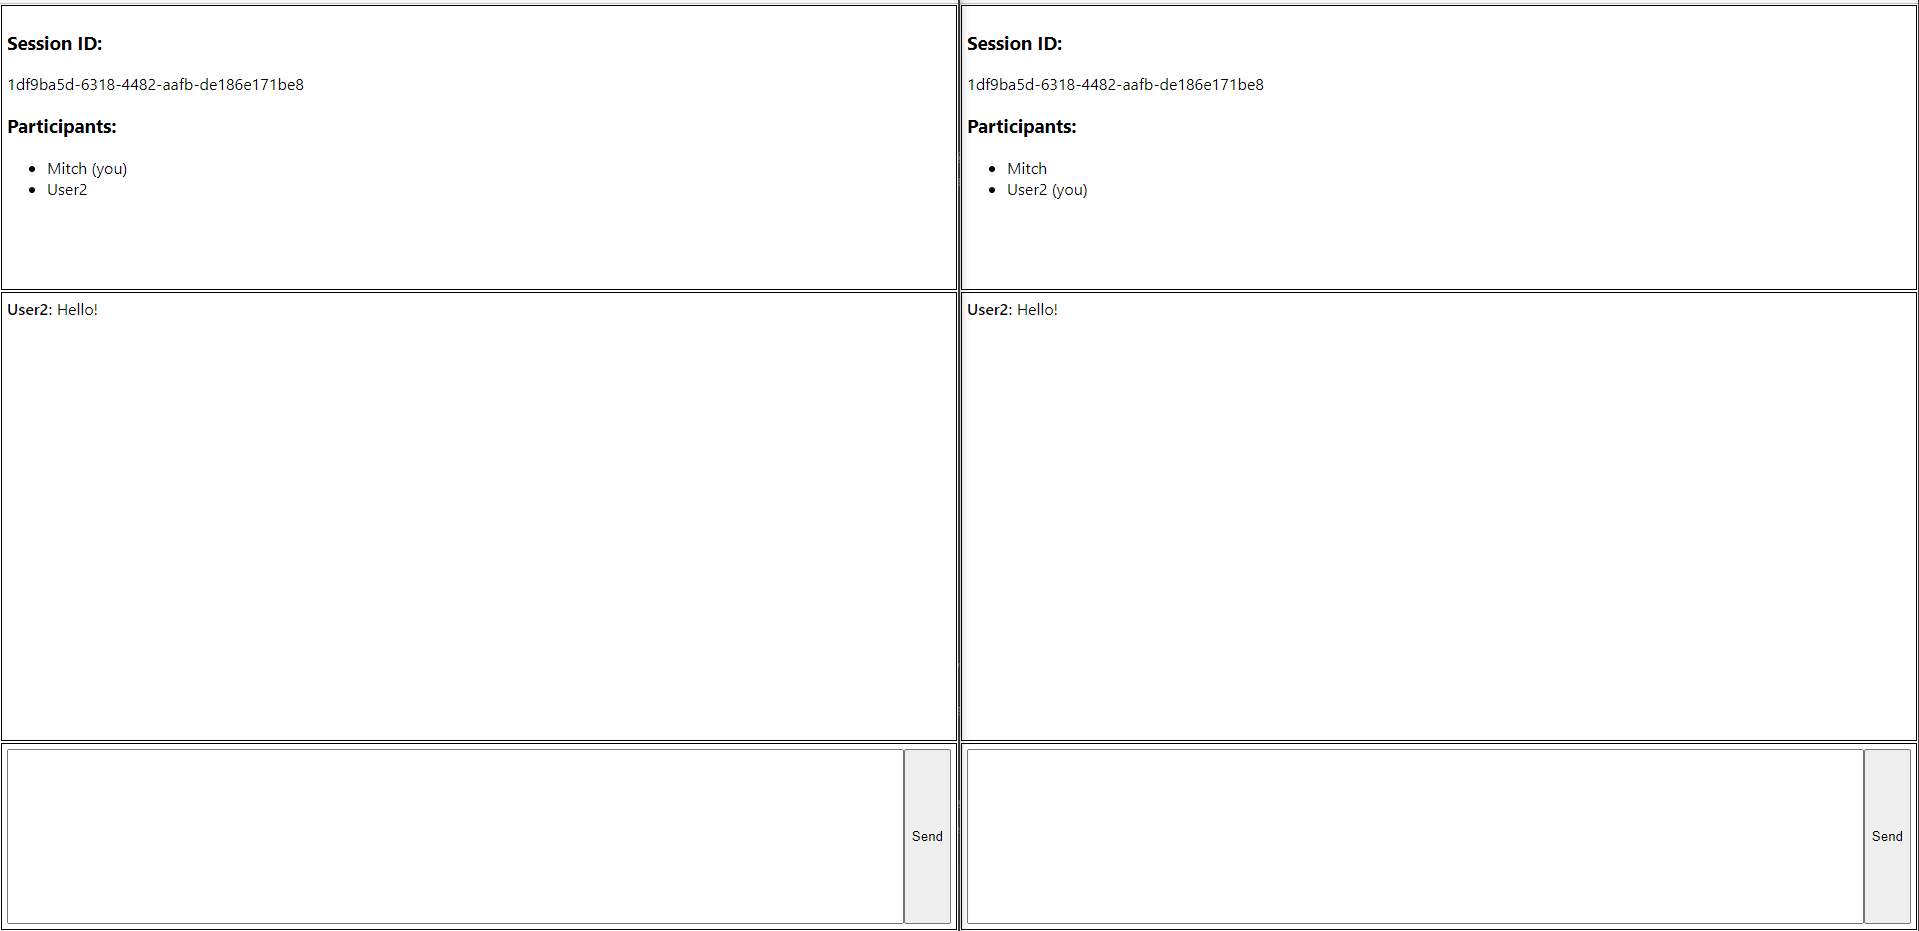 Session ID:
1df9ba5d-6318-4482-aafb-de186e171be8
Participants:
Mitch (you)
User2
User2: Hello!
Send
Session ID:
1df9ba5d-6318-4482-aafb-de186e171be8
Participants:
Mitch
User2 (you)
User2: Hello!
Send